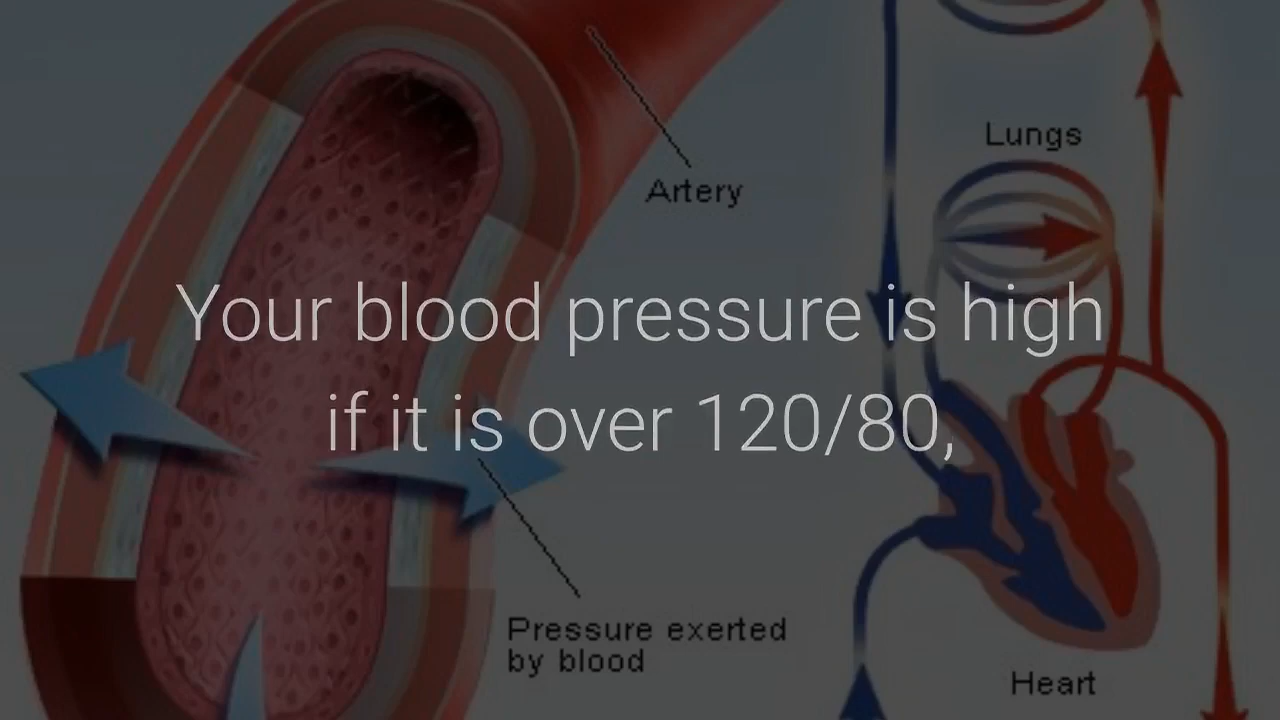 Lungs
Artery
Your blood pressure is high
if it is over 120/80,
Pressure exerted
by blood
Heart